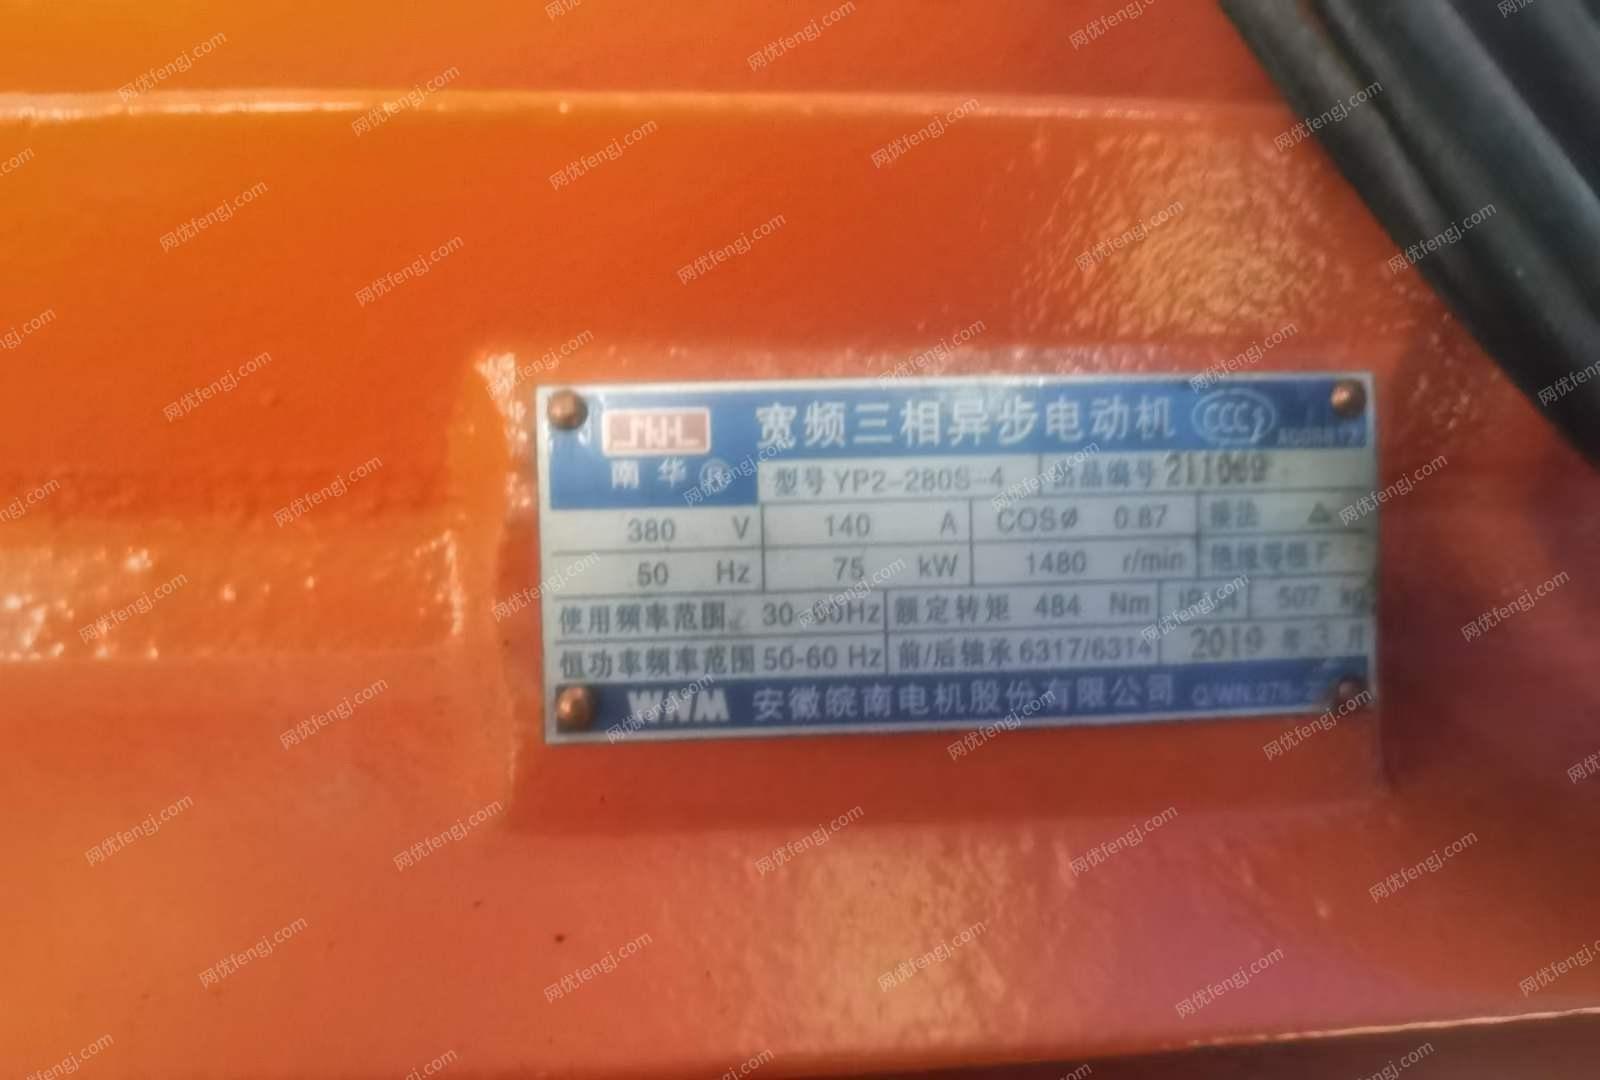 宽频三相异步电动机 CCC
南华®
型号 YP2-280S-4 产品编号
380 V 140 A COSø 0.87 接法 △
50 Hz 75 kW 1480 r/min 绝缘等级 F
使用频率范围 30-60Hz 额定转矩 484 Nm 507 kg
恒功率频率范围 50-60 Hz 前/后轴承 6317/6314 2019 年 3 月
WNM 安徽皖南电机股份有限公司
网优fengj.com